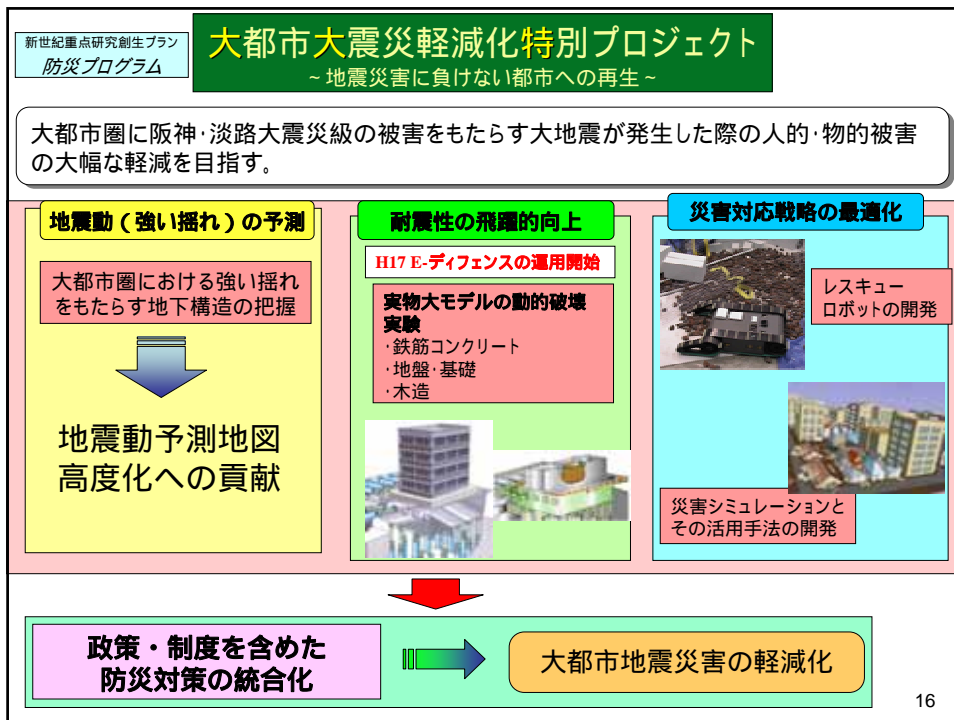 新世紀重点研究創生プラン
防災プログラム
大都市大震災軽減化特別プロジェクト
~地震災害に負けない都市への再生~
大都市圏に阪神･淡路大震災級の被害をもたらす大地震が発生した際の人的･物的被害
の大幅な軽減を目指す。
地震動(強い揺れ)の予測
大都市圏における強い揺れ
をもたらす地下構造の把握
地震動予測地図
高度化への貢献
耐震性の飛躍的向上
H17 E-ディフェンスの運用開始
実物大モデルの動的破壊
実験
･鉄筋コンクリート
･地盤･基礎
･木造
災害対応戦略の最適化
レスキュー
ロボットの開発
災害シミュレーションと
その活用手法の開発
政策・制度を含めた
防災対策の統合化
大都市地震災害の軽減化
16